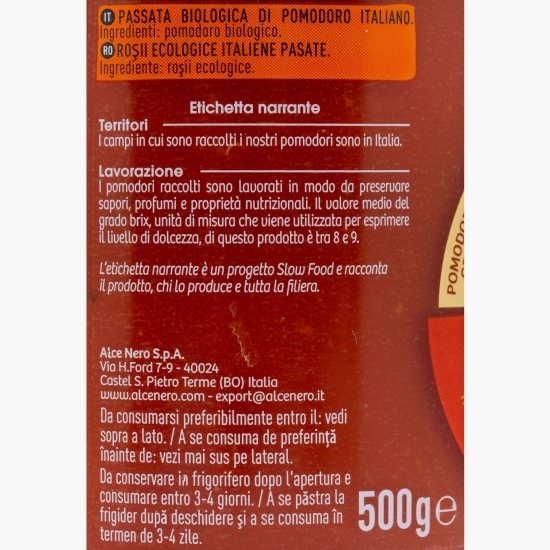 IT PASSATA BIOLOGICA DI POMODORO ITALIANO.
Ingredienti: pomodoro biologico.
RO ROȘII ECOLOGICE ITALIENE PASATE.
Ingrediente: roșii ecologice.
Etichetta narrante
Territori
I campi in cui sono raccolti i nostri pomodori sono in Italia.
Lavorazione
I pomodori raccolti sono lavorati in modo da preservare
sapori, profumi e proprietà nutrizionali. Il valore medio del
grado brix, unità di misura che viene utilizzata per esprimere
il livello di dolcezza, di questo prodotto è tra 8 e 9.
L'etichetta narrante è un progetto Slow Food e racconta
il prodotto, chi lo produce e tutta la filiera.
Alce Nero S.p.A.
Via H.Ford 7-9 - 40024
Castel S. Pietro Terme (BO) Italia
www.alcenero.com - export@alcenero.com
Da consumarsi preferibilmente entro il: vedi
sopra a lato. / A se consuma de preferință
înainte de: vezi mai sus pe lateral.
Da conservare in frigorifero dopo l'apertura e
consumare entro 3-4 giorni. / A se păstra la
frigider după deschidere și a se consuma în
termen de 3-4 zile.
500g e